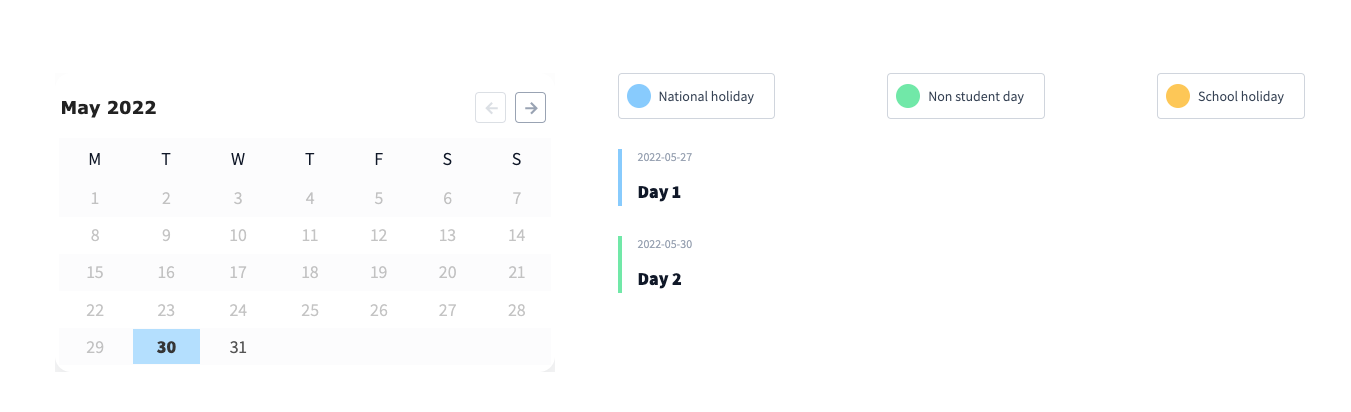 May 2022
M T W T F S S
1 2 3 4 5 6 7
8 9 10 11 12 13 14
15 16 17 18 19 20 21
22 23 24 25 26 27 28
29 30 31
National holiday
Non student day
School holiday
2022-05-27
Day 1
2022-05-30
Day 2